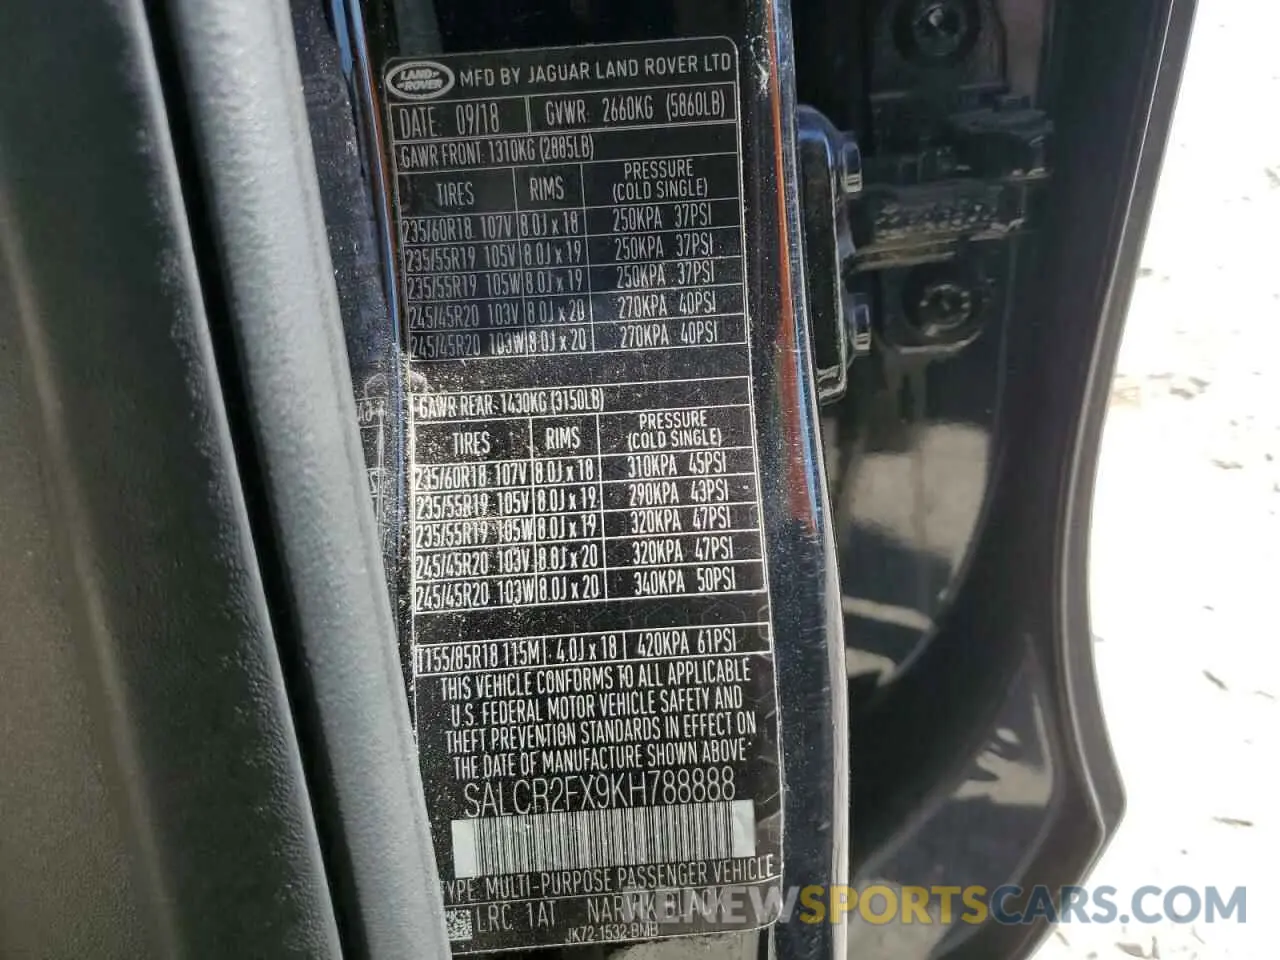 LAND ROVER MFD BY JAGUAR LAND ROVER LTD
DATE: 09/18 GVWR: 2660KG (5860LB)
GAWR FRONT: 1310KG (2885LB)
TIRES RIMS PRESSURE (COLD SINGLE)
235/60R18 107V 8.0J x 18 250KPA 37PSI
235/55R19 105V 8.0J x 19 250KPA 37PSI
235/55R19 105W 8.0J x 19 250KPA 37PSI
245/45R20 103V 8.0J x 20 270KPA 40PSI
245/45R20 103W 8.0J x 20 270KPA 40PSI
GAWR REAR: 1430KG (3150LB)
TIRES RIMS PRESSURE (COLD SINGLE)
235/60R18 107V 8.0J x 18 310KPA 45PSI
235/55R19 105V 8.0J x 19 290KPA 43PSI
235/55R19 105W 8.0J x 19 320KPA 47PSI
245/45R20 103V 8.0J x 20 320KPA 47PSI
245/45R20 103W 8.0J x 20 340KPA 50PSI
T155/85R18 115M 4.0J x 18 420KPA 61PSI
THIS VEHICLE CONFORMS TO ALL APPLICABLE
U.S. FEDERAL MOTOR VEHICLE SAFETY AND
THEFT PREVENTION STANDARDS IN EFFECT ON
THE DATE OF MANUFACTURE SHOWN ABOVE
SALCR2FX9KH788888
TYPE: MULTI-PURPOSE PASSENGER VEHICLE
LRC: 1AT NARVIK BLACK
JK72-1532-BMB
VIEWSPORTSCARS.COM